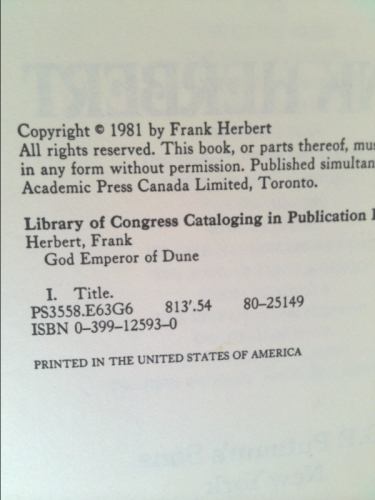 Copyright © 1981 by Frank Herbert
All rights reserved. This book, or parts thereof, mu
in any form without permission. Published simultan
Academic Press Canada Limited, Toronto.
Library of Congress Cataloging in Publication
Herbert, Frank
God Emperor of Dune
I. Title.
PS3558.E63G6 813'.54 80–25149
ISBN 0–399–12593–0
PRINTED IN THE UNITED STATES OF AMERICA